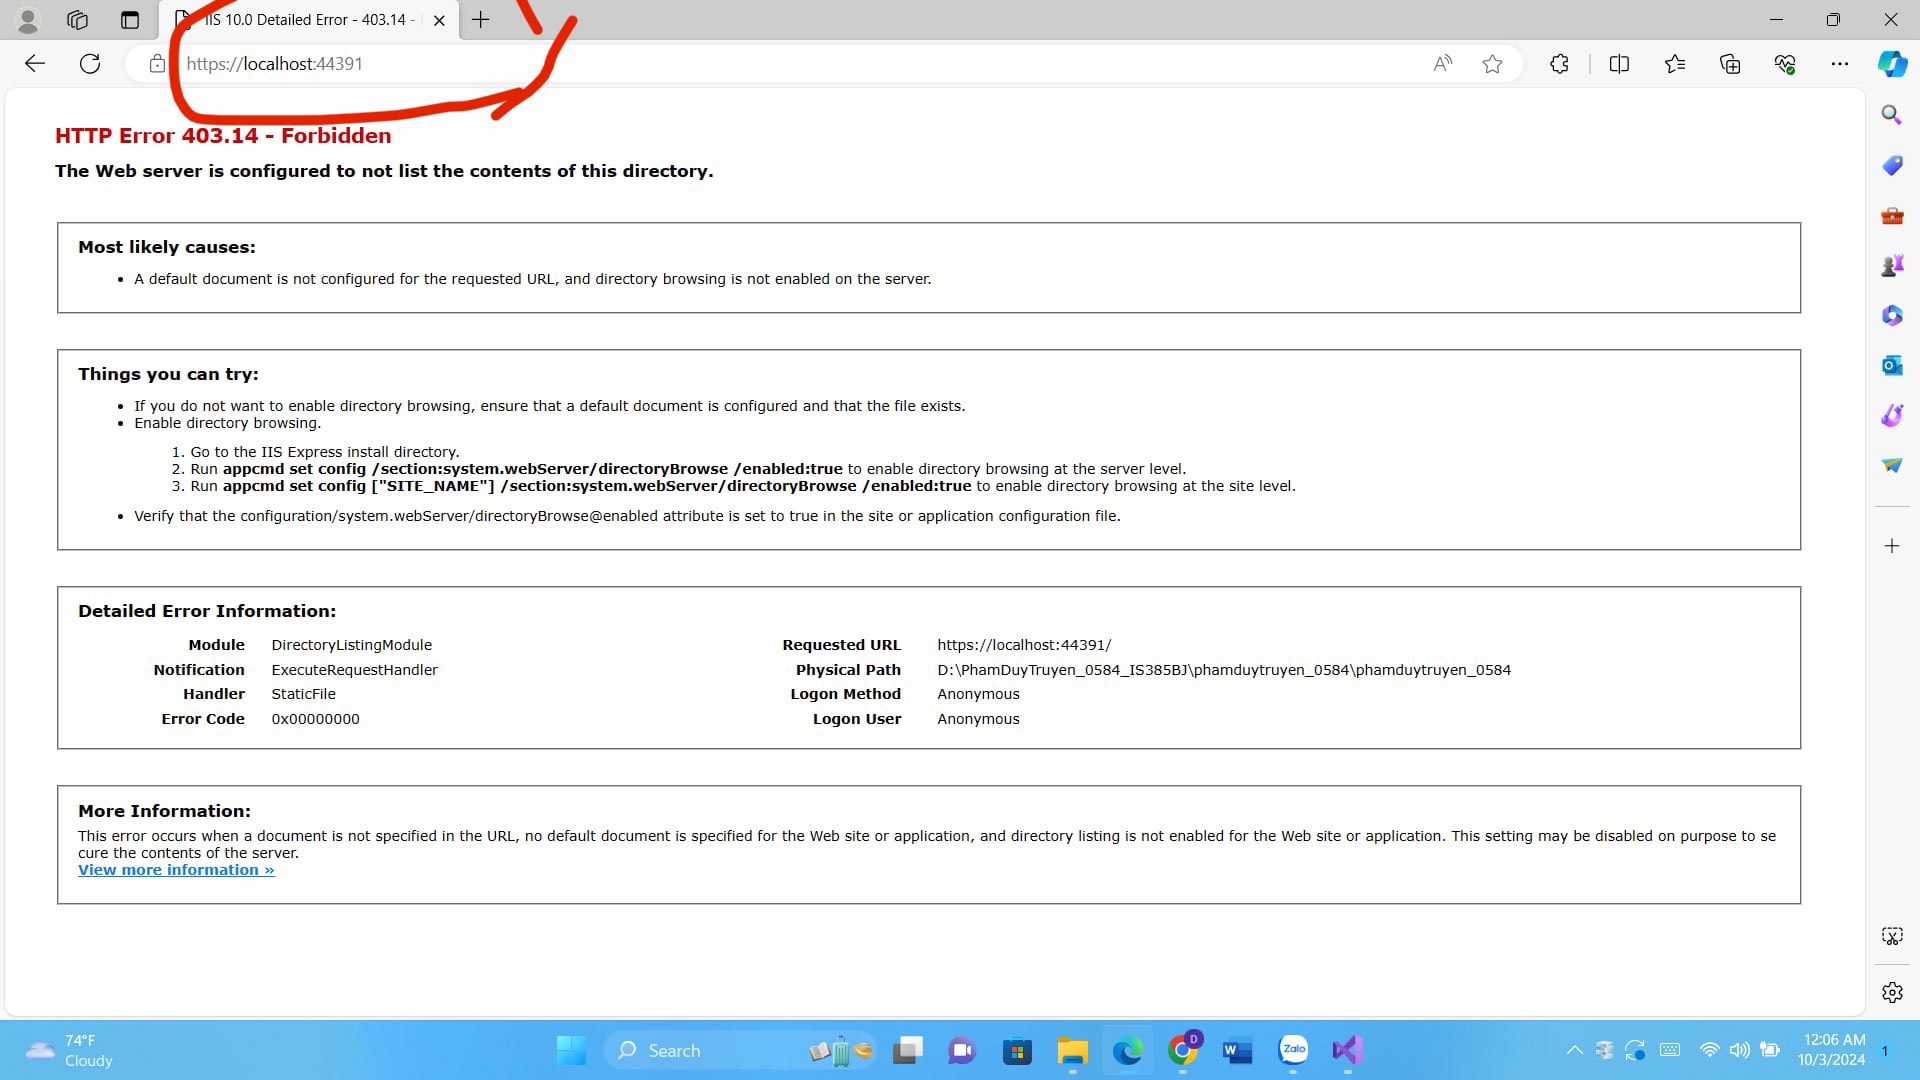 IIS 10.0 Detailed Error - 403.14 -
https://localhost:44391
HTTP Error 403.14 - Forbidden
The Web server is configured to not list the contents of this directory.
Most likely causes:
• A default document is not configured for the requested URL, and directory browsing is not enabled on the server.
Things you can try:
• If you do not want to enable directory browsing, ensure that a default document is configured and that the file exists.
• Enable directory browsing.
1. Go to the IIS Express install directory.
2. Run appcmd set config /section:system.webServer/directoryBrowse /enabled:true to enable directory browsing at the server level.
3. Run appcmd set config ["SITE_NAME"] /section:system.webServer/directoryBrowse /enabled:true to enable directory browsing at the site level.
• Verify that the configuration/system.webServer/directoryBrowse@enabled attribute is set to true in the site or application configuration file.
Detailed Error Information:
Module DirectoryListingModule
Notification ExecuteRequestHandler
Handler StaticFile
Error Code 0x00000000
Requested URL https://localhost:44391/
Physical Path D:\PhamDuyTruyen_0584_IS385BJ\phamduytruyen_0584\phamduytruyen_0584
Logon Method Anonymous
Logon User Anonymous
More Information:
This error occurs when a document is not specified in the URL, no default document is specified for the Web site or application, and directory listing is not enabled for the Web site or application. This setting may be disabled on purpose to se
cure the contents of the server.
View more information »
74°F
Cloudy
Search
D
W
Zalo
12:06 AM
10/3/2024
1